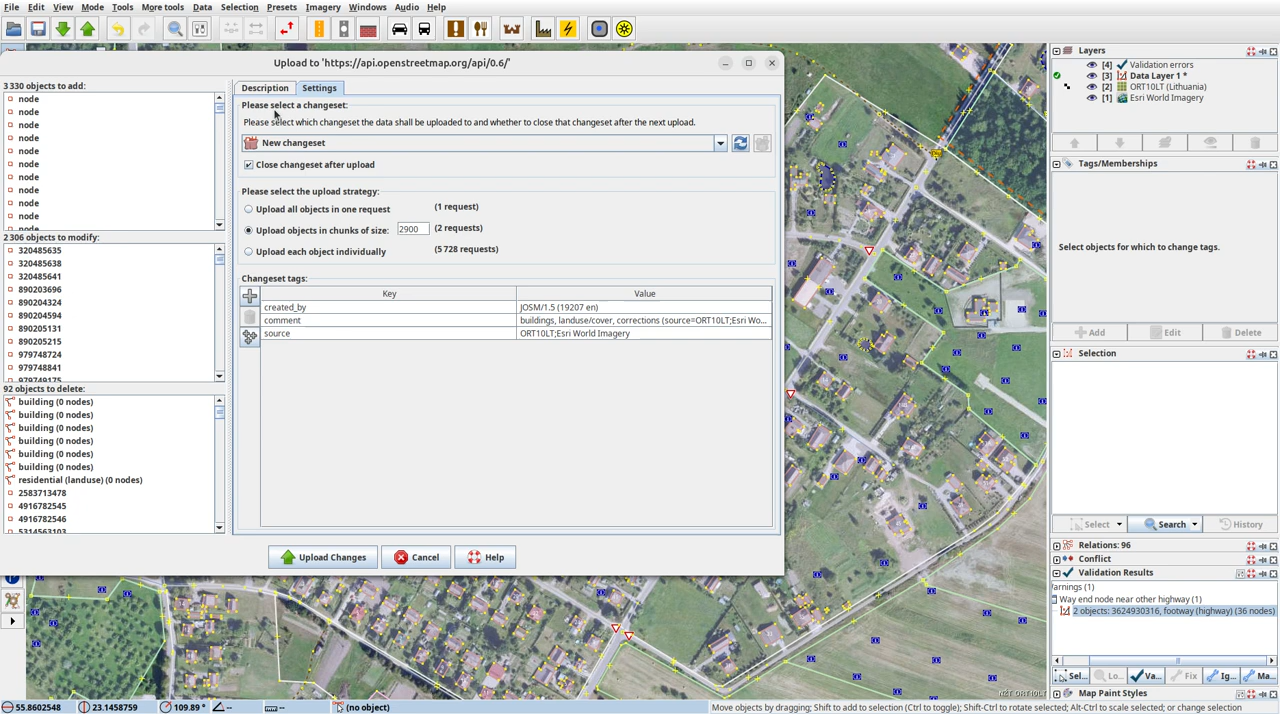 File Edit View Mode Tools More tools Data Selection Presets Imagery Windows Audio Help
Upload to 'https://api.openstreetmap.org/api/0.6/'
3 330 objects to add:
node
node
node
node
node
node
node
node
node
node
node
2 306 objects to modify:
320485635
320485638
320485641
890203696
890204324
890204594
890205131
890205215
979748724
979748841
979749175
92 objects to delete:
building (0 nodes)
building (0 nodes)
building (0 nodes)
building (0 nodes)
building (0 nodes)
building (0 nodes)
residential (landuse) (0 nodes)
2583713478
4916782545
4916782546
5314563103
Description Settings
Please select a changeset:
Please select which changeset the data shall be uploaded to and whether to close that changeset after the next upload.
New changeset
Close changeset after upload
Please select the upload strategy:
Upload all objects in one request (1 request)
Upload objects in chunks of size: 2900 (2 requests)
Upload each object individually (5 728 requests)
Changeset tags:
Key Value
created_by JOSM/1.5 (19207 en)
comment buildings, landuse/cover, corrections (source=ORT10LT;Esri Wo...
source ORT10LT;Esri World Imagery
Upload Changes Cancel Help
Layers
[4] Validation errors
[3] Data Layer 1 *
[2] ORT10LT (Lithuania)
[1] Esri World Imagery
Tags/Memberships
Select objects for which to change tags.
Add Edit Delete
Selection
Select Search History
Relations: 96
Conflict
Validation Results
arnings (1)
Way end node near other highway (1)
2 objects: 3624930316, footway (highway) (36 nodes)
Sel... Lo... Va... Fix Ig... Ma...
Map Paint Styles
55.8602548 23.1458759 109.89 ° -- -- (no object)
Move objects by dragging; Shift to add to selection (Ctrl to toggle); Shift-Ctrl to rotate selected; Alt-Ctrl to scale selected; or change selection